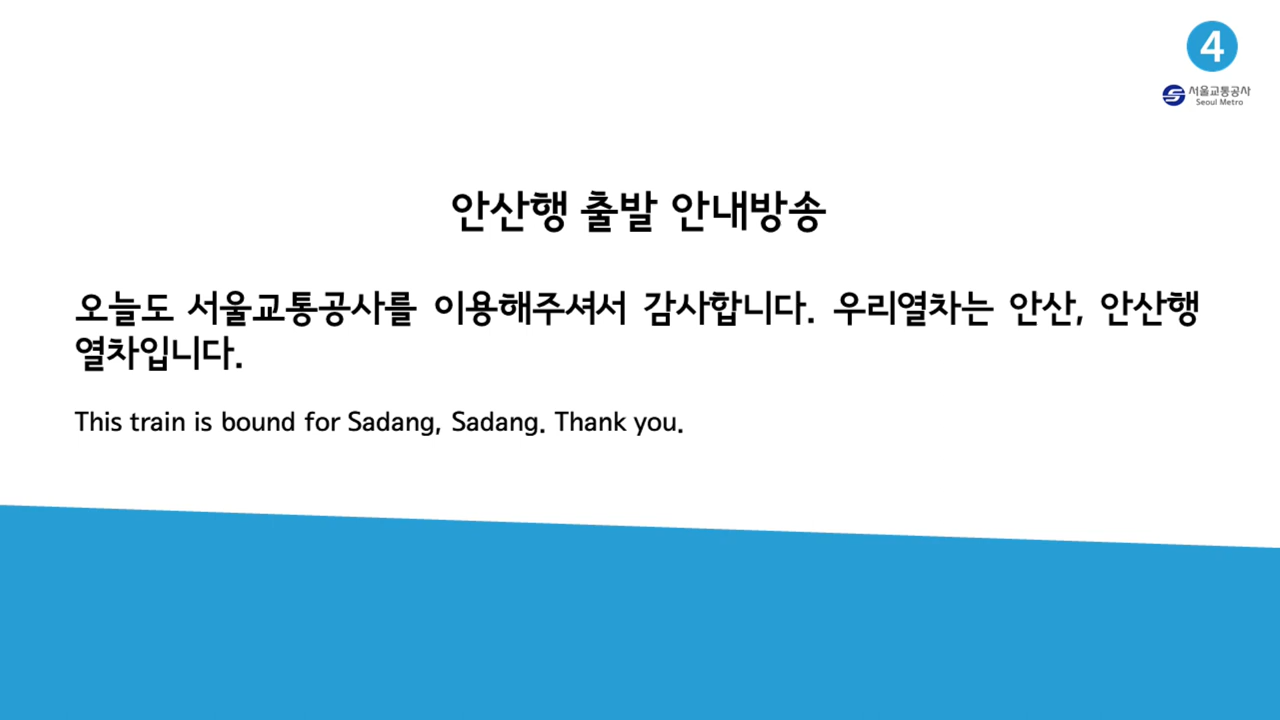 4
서울교통공사
Seoul Metro
안산행 출발 안내방송
오늘도 서울교통공사를 이용해주셔서 감사합니다. 우리열차는 안산, 안산행
열차입니다.
This train is bound for Sadang, Sadang. Thank you.